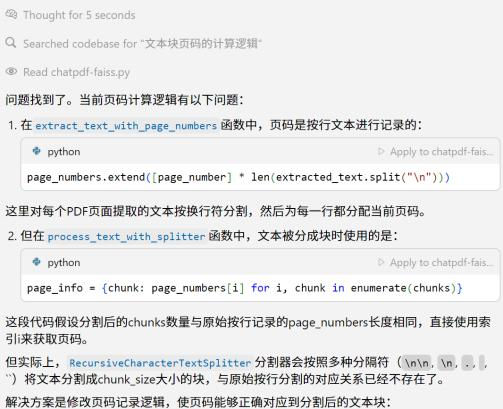 Thought for 5 seconds
Searched codebase for "文本块页码的计算逻辑"
Read chatpdf-faiss.py
问题找到了。当前页码计算逻辑有以下问题：
1. 在 extract_text_with_page_numbers 函数中，页码是按行文本进行记录的：
python Apply to chatpdf-fais...
page_numbers.extend([page_number] * len(extracted_text.split("\n")))
这里对每个PDF页面提取的文本按换行符分割，然后为每一行都分配当前页码。
2. 但在 process_text_with_splitter 函数中，文本被分成块时使用的是：
python Apply to chatpdf-fais...
page_info = {chunk: page_numbers[i] for i, chunk in enumerate(chunks)}
这段代码假设分割后的chunks数量与原始按行记录的page_numbers长度相同，直接使用索
引i来获取页码。
但实际上， RecursiveCharacterTextSplitter 分割器会按照多种分隔符（ \n\n, \n, ., ,
``）将文本分割成chunk_size大小的块，与原始按行分割的对应关系已经不存在了。
解决方案是修改页码记录逻辑，使页码能够正确对应到分割后的文本块：